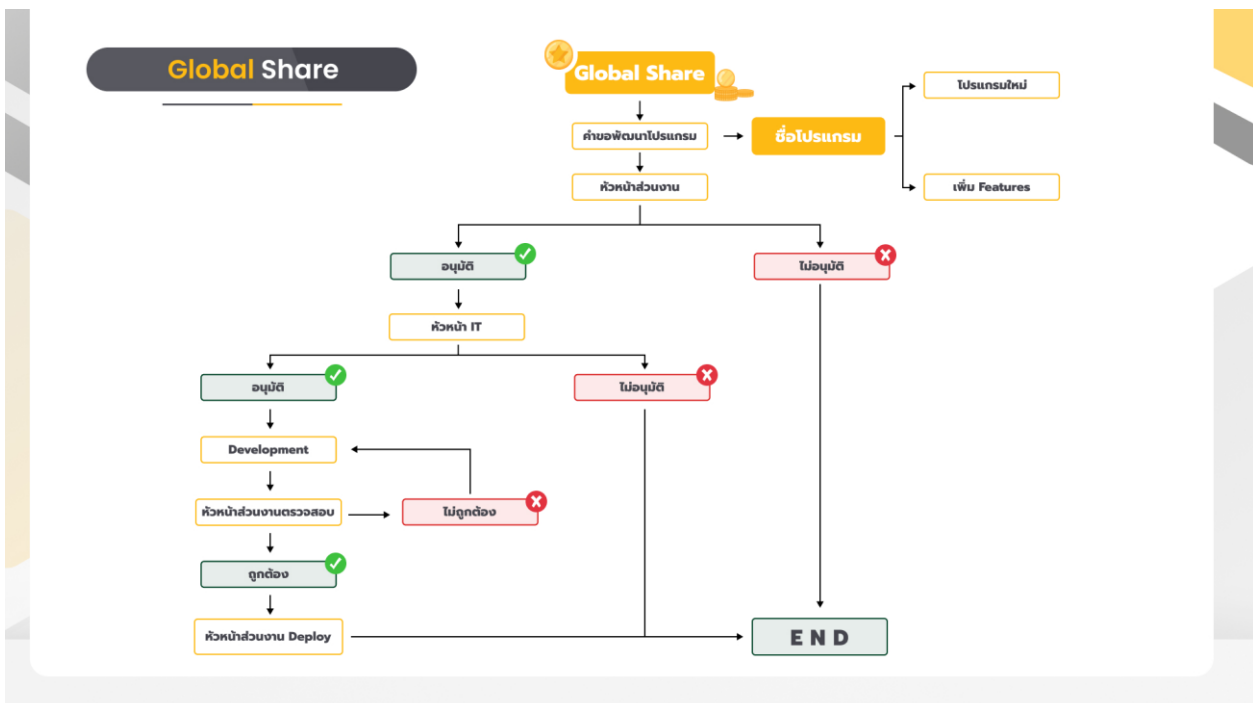 Global Share
Global Share
โปรแกรมใหม่
คำขอพัฒนาโปรแกรม
ชื่อโปรแกรม
หัวหน้าส่วนงาน
เพิ่ม Features
อนุมัติ
ไม่อนุมัติ
หัวหน้า IT
อนุมัติ
ไม่อนุมัติ
Development
หัวหน้าส่วนงานตรวจสอบ
ไม่ถูกต้อง
ถูกต้อง
หัวหน้าส่วนงาน Deploy
END